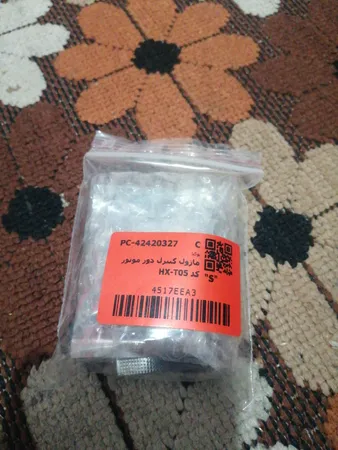 PC-42420327 C
ماژول کنترل دور موتور
کد HX-T05
"5"
4517EEA3